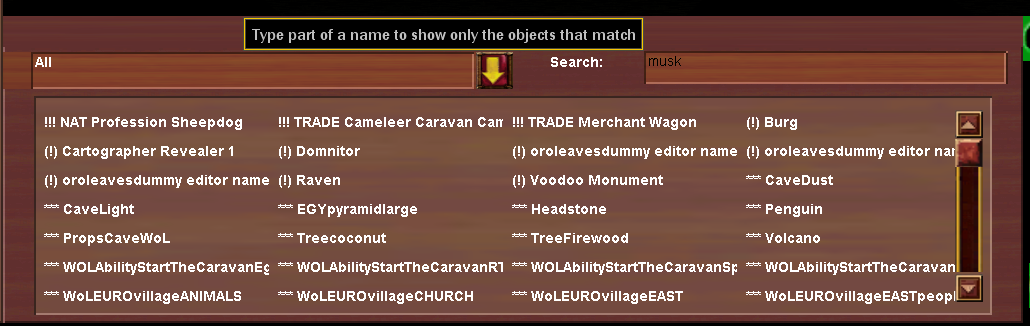 Type part of a name to show only the objects that match
All Search: musk
!!! NAT Profession Sheepdog !!! TRADE Cameleer Caravan Cam !!! TRADE Merchant Wagon (!) Burg
(!) Cartographer Revealer 1 (!) Domnitor (!) oroleavesdummy editor name (!) oroleavesdummy editor nar
(!) oroleavesdummy editor name (!) Raven (!) Voodoo Monument *** CaveDust
*** CaveLight *** EGYpyramidlarge *** Headstone *** Penguin
*** PropsCaveWoL *** Treecoconut *** TreeFirewood *** Volcano
*** WOLAbilityStartTheCaravanEg *** WOLAbilityStartTheCaravanRT *** WOLAbilityStartTheCaravanSp *** WOLAbilityStartTheCaravan
*** WoLEUROvillageANIMALS *** WoLEUROvillageCHURCH *** WoLEUROvillageEAST *** WoLEUROvillageEASTpeopl